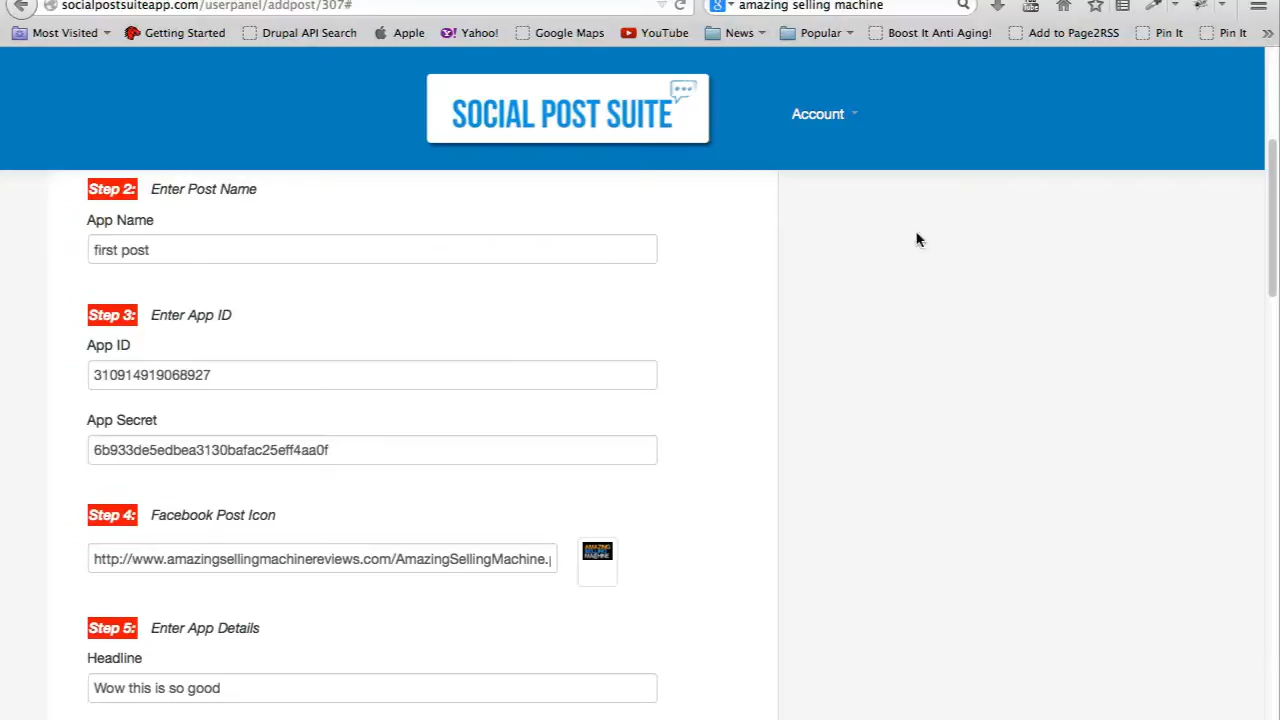 socialpostsuiteapp.com/userpanel/addpost/307#
amazing selling machine
Most Visited
Getting Started
Drupal API Search
Apple
Yahoo!
Google Maps
YouTube
News
Popular
Boost It Anti Aging!
Add to Page2RSS
Pin It
Pin It
SOCIAL POST SUITE
Account
Step 2: Enter Post Name
App Name
first post
Step 3: Enter App ID
App ID
310914919068927
App Secret
6b933de5edbea3130bafac25eff4aa0f
Step 4: Facebook Post Icon
http://www.amazingsellingmachinereviews.com/AmazingSellingMachine.p
AMAZING
SELLING
MACHINE
Step 5: Enter App Details
Headline
Wow this is so good